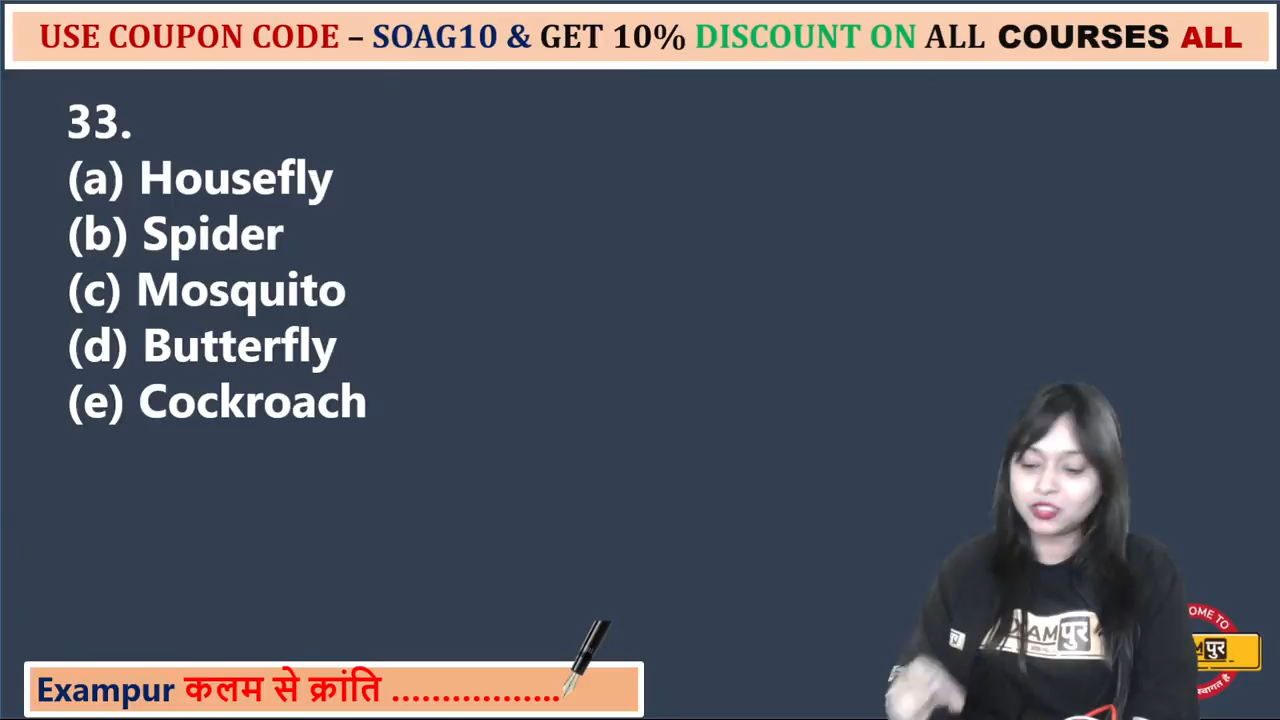 USE COUPON CODE – SOAG10 & GET 10% DISCOUNT ON ALL COURSES ALL
33.
(a) Housefly
(b) Spider
(c) Mosquito
(d) Butterfly
(e) Cockroach
Exampur कलम से क्रांति .................